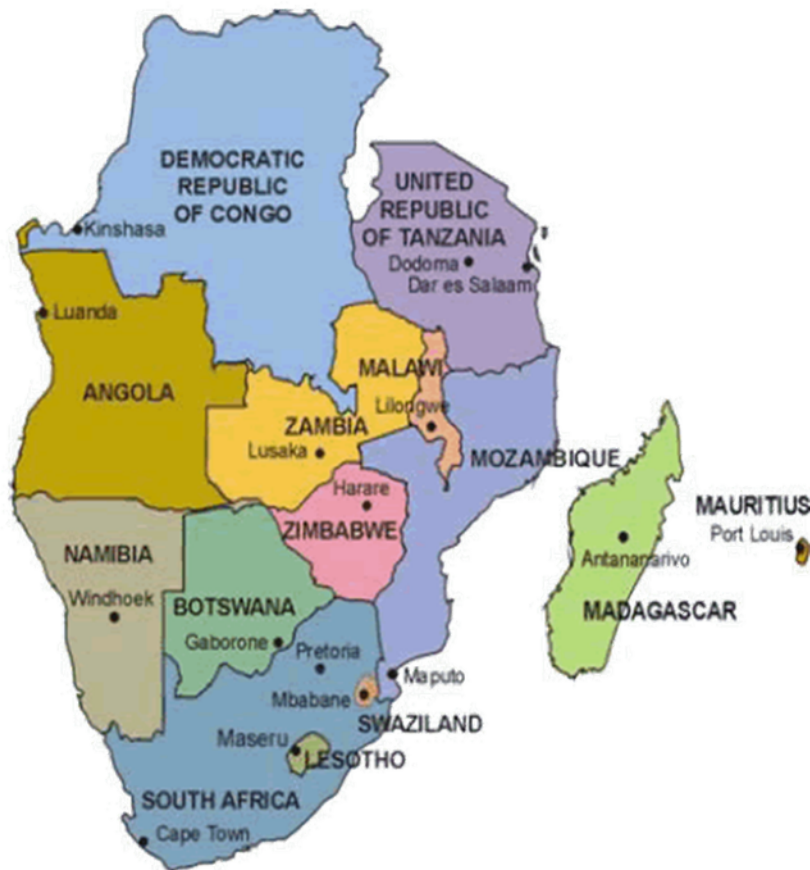 DEMOCRATIC
REPUBLIC
OF CONGO
UNITED
REPUBLIC
OF TANZANIA
Kinshasa
Dodoma
Dar es Salaam
Luanda
ANGOLA
MALAWI
Lilongwe
ZAMBIA
Lusaka
MOZAMBIQUE
Harare
ZIMBABWE
MAURITIUS
Port Louis
NAMIBIA
Antananarivo
Windhoek
BOTSWANA
MADAGASCAR
Gaborone
Pretoria
Maputo
Mbabane
SWAZILAND
Maseru
LESOTHO
SOUTH AFRICA
Cape Town